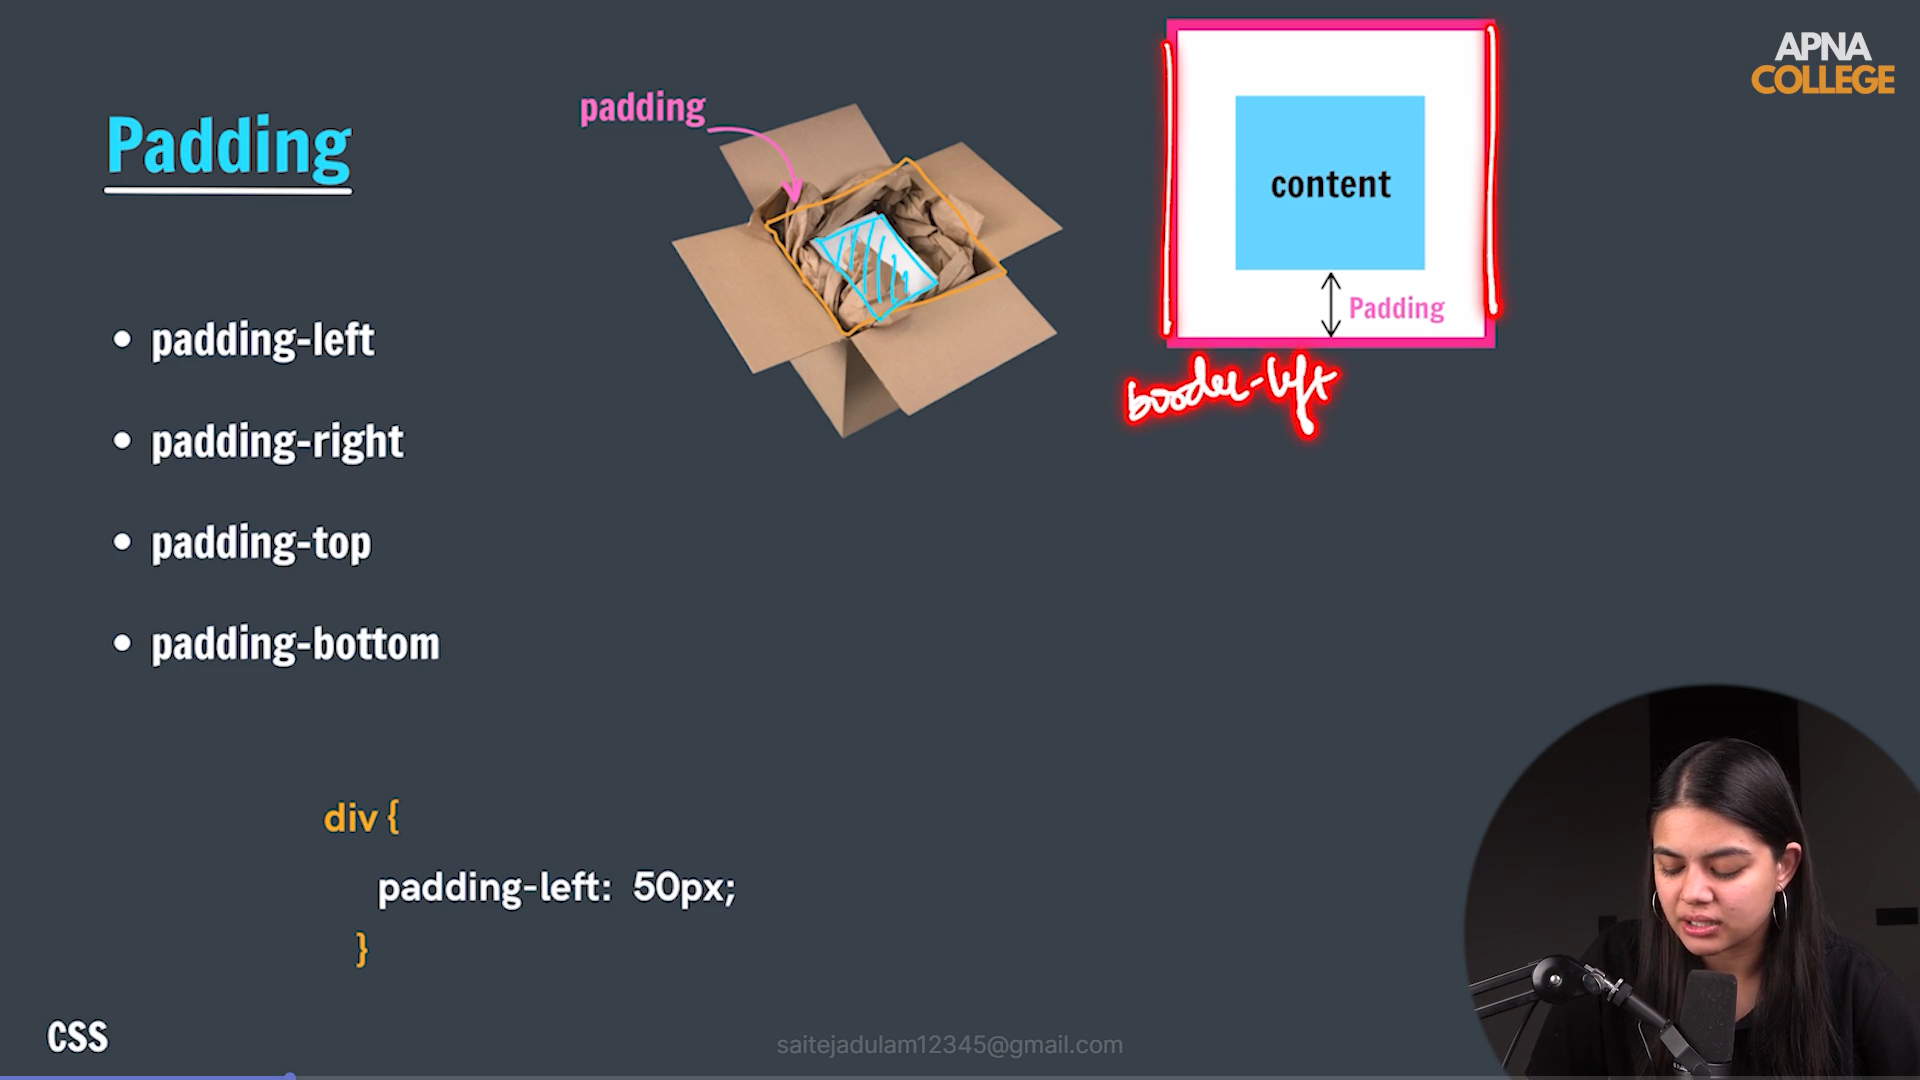 APNA
COLLEGE
Padding
padding
content
Padding
border-left
• padding-left
• padding-right
• padding-top
• padding-bottom
div {
padding-left: 50px;
}
CSS
saitejadulam12345@gmail.com